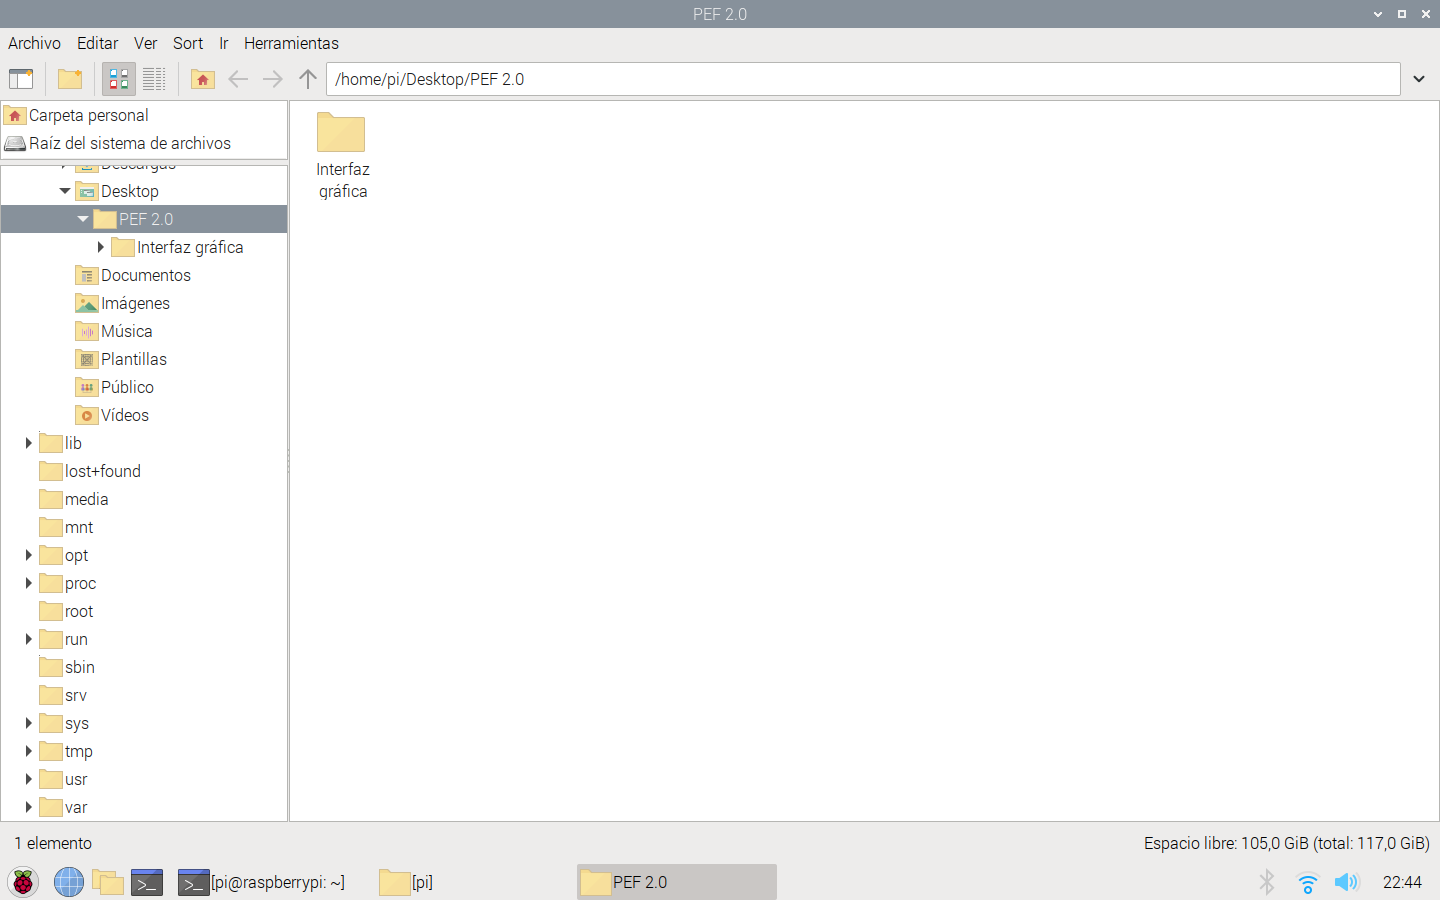 PEF 2.0
Archivo Editar Ver Sort Ir Herramientas
/home/pi/Desktop/PEF 2.0
Carpeta personal
Raíz del sistema de archivos
Descargas
Desktop
PEF 2.0
Interfaz gráfica
Documentos
Imágenes
Música
Plantillas
Público
Vídeos
lib
lost+found
media
mnt
opt
proc
root
run
sbin
srv
sys
tmp
usr
var
Interfaz
gráfica
1 elemento
Espacio libre: 105,0 GiB (total: 117,0 GiB)
[pi@raspberrypi: ~] [pi] PEF 2.0 22:44